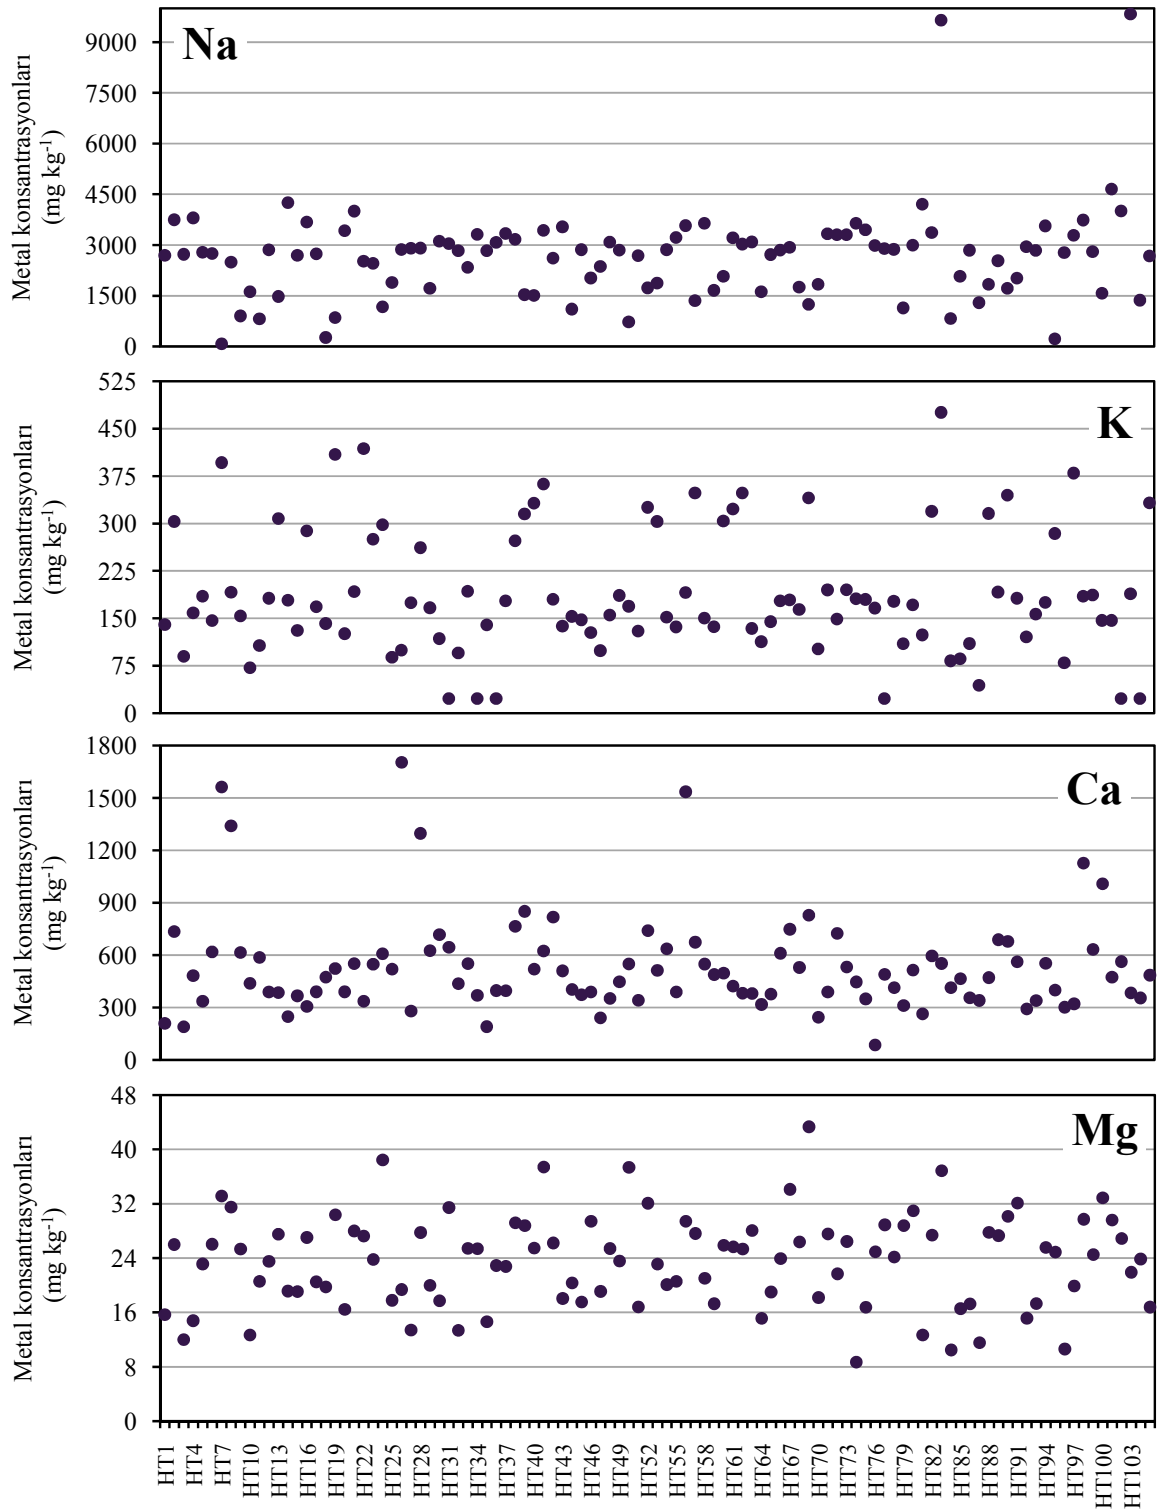 Na
Metal konsantrasyonları
(mg kg-1)
9000
7500
6000
4500
3000
1500
0
K
Metal konsantrasyonları
(mg kg-1)
525
450
375
300
225
150
75
0
Ca
Metal konsantrasyonları
(mg kg-1)
1800
1500
1200
900
600
300
0
Mg
Metal konsantrasyonları
(mg kg-1)
48
40
32
24
16
8
0
HT1
HT4
HT7
HT10
HT13
HT16
HT19
HT22
HT25
HT28
HT31
HT34
HT37
HT40
HT43
HT46
HT49
HT52
HT55
HT58
HT61
HT64
HT67
HT70
HT73
HT76
HT79
HT82
HT85
HT88
HT91
HT94
HT97
HT100
HT103